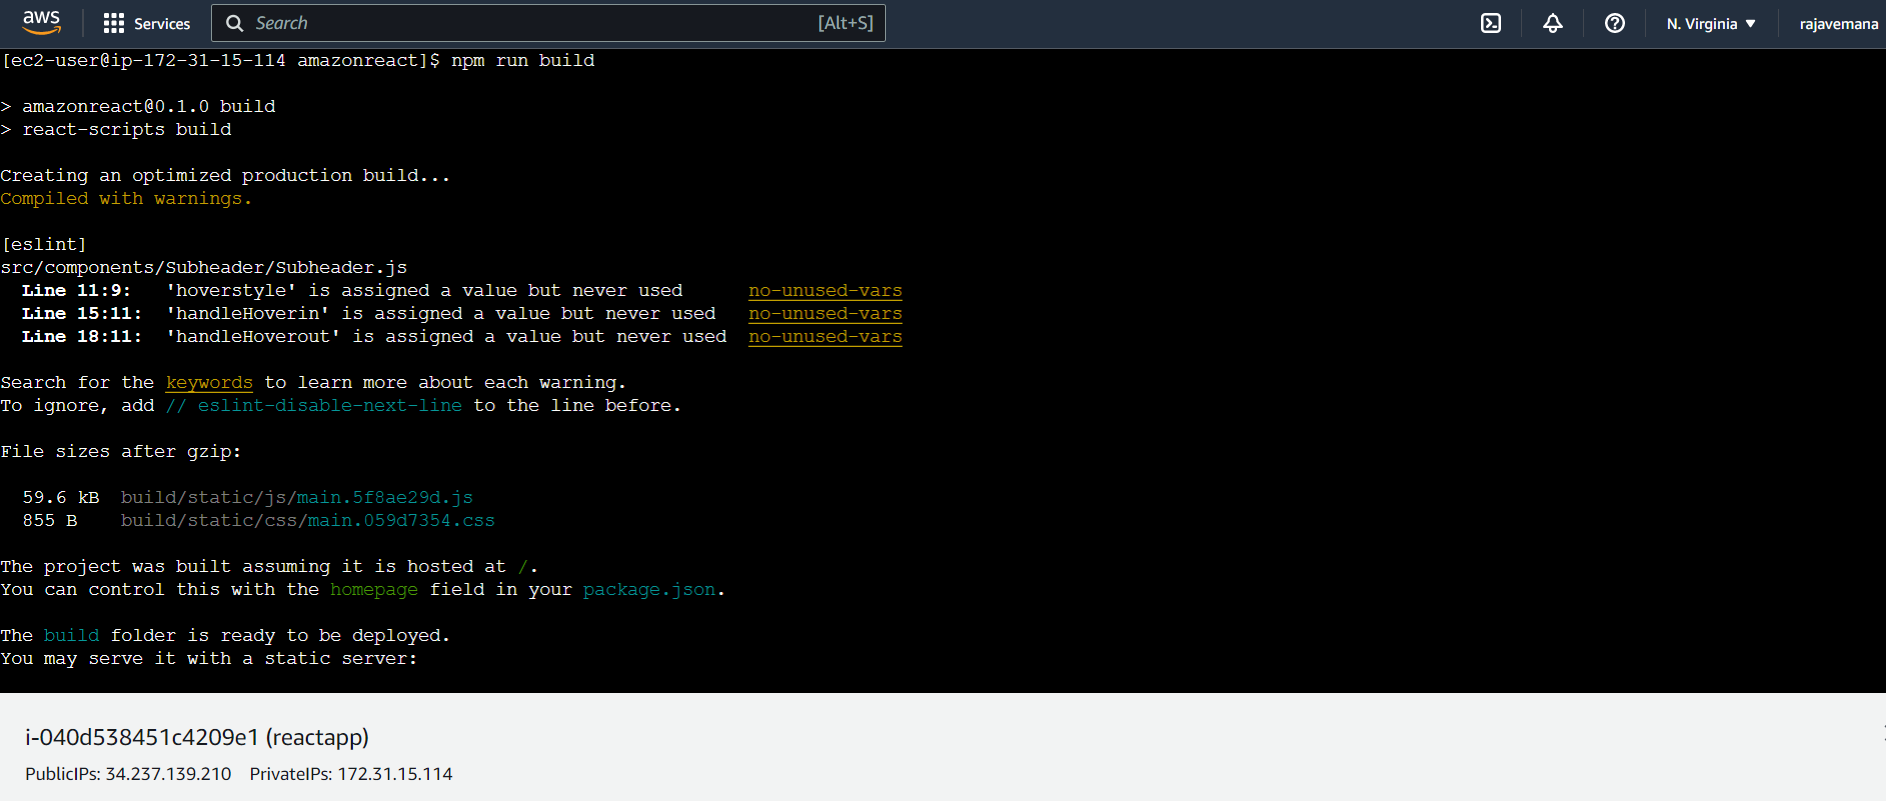 aws Services Search [Alt+S] N. Virginia rajavemana
[ec2-user@ip-172-31-15-114 amazonreact]$ npm run build
> amazonreact@0.1.0 build
> react-scripts build
Creating an optimized production build...
Compiled with warnings.
[eslint]
src/components/Subheader/Subheader.js
Line 11:9: 'hoverstyle' is assigned a value but never used no-unused-vars
Line 15:11: 'handleHoverin' is assigned a value but never used no-unused-vars
Line 18:11: 'handleHoverout' is assigned a value but never used no-unused-vars
Search for the keywords to learn more about each warning.
To ignore, add // eslint-disable-next-line to the line before.
File sizes after gzip:
59.6 kB build/static/js/main.5f8ae29d.js
855 B build/static/css/main.059d7354.css
The project was built assuming it is hosted at /.
You can control this with the homepage field in your package.json.
The build folder is ready to be deployed.
You may serve it with a static server:
i-040d538451c4209e1 (reactapp)
PublicIPs: 34.237.139.210 PrivateIPs: 172.31.15.114